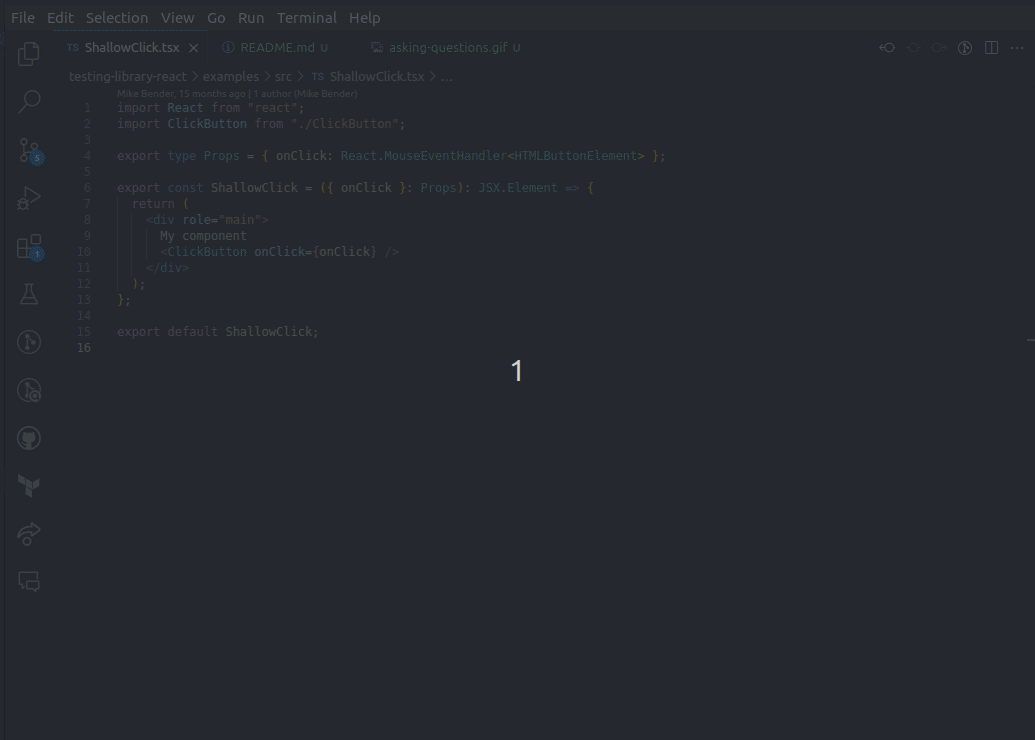 File Edit Selection View Go Run Terminal Help
TS ShallowClick.tsx README.md U asking-questions.gif U
testing-library-react > examples > src > TS ShallowClick.tsx > ...
Mike Bender, 15 months ago | 1 author (Mike Bender)
1 import React from "react";
2 import ClickButton from "./ClickButton";
3
4 export type Props = { onClick: React.MouseEventHandler<HTMLButtonElement> };
5
6 export const ShallowClick = ({ onClick }: Props): JSX.Element => {
7 return (
8 <div role="main">
9 My component
10 <ClickButton onClick={onClick} />
11 </div>
12 );
13 };
14
15 export default ShallowClick;
16
1
3
1